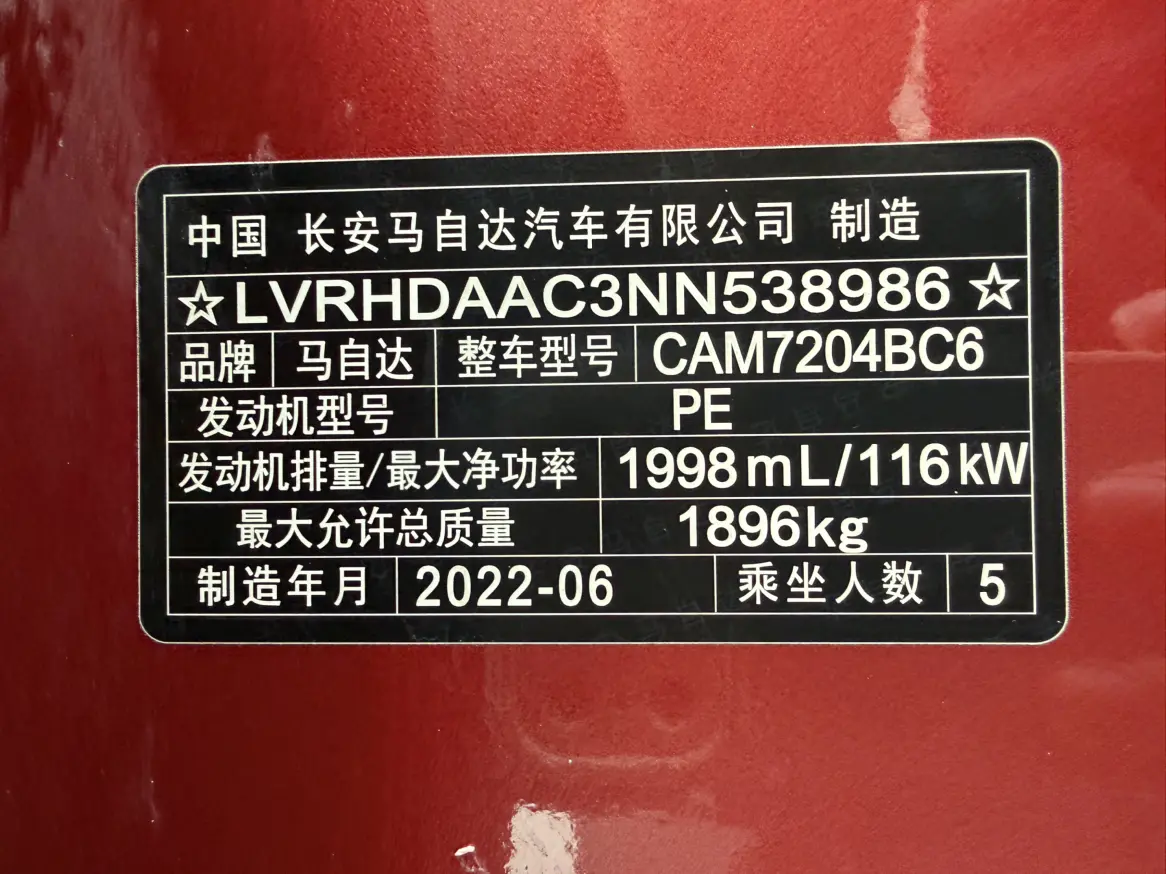 中国 长安马自达汽车有限公司 制造
☆LVRHDAAC3NN538986☆
品牌 马自达 整车型号 CAM7204BC6
发动机型号 PE
发动机排量/最大净功率 1998mL/116kW
最大允许总质量 1896kg
制造年月 2022-06 乘坐人数 5